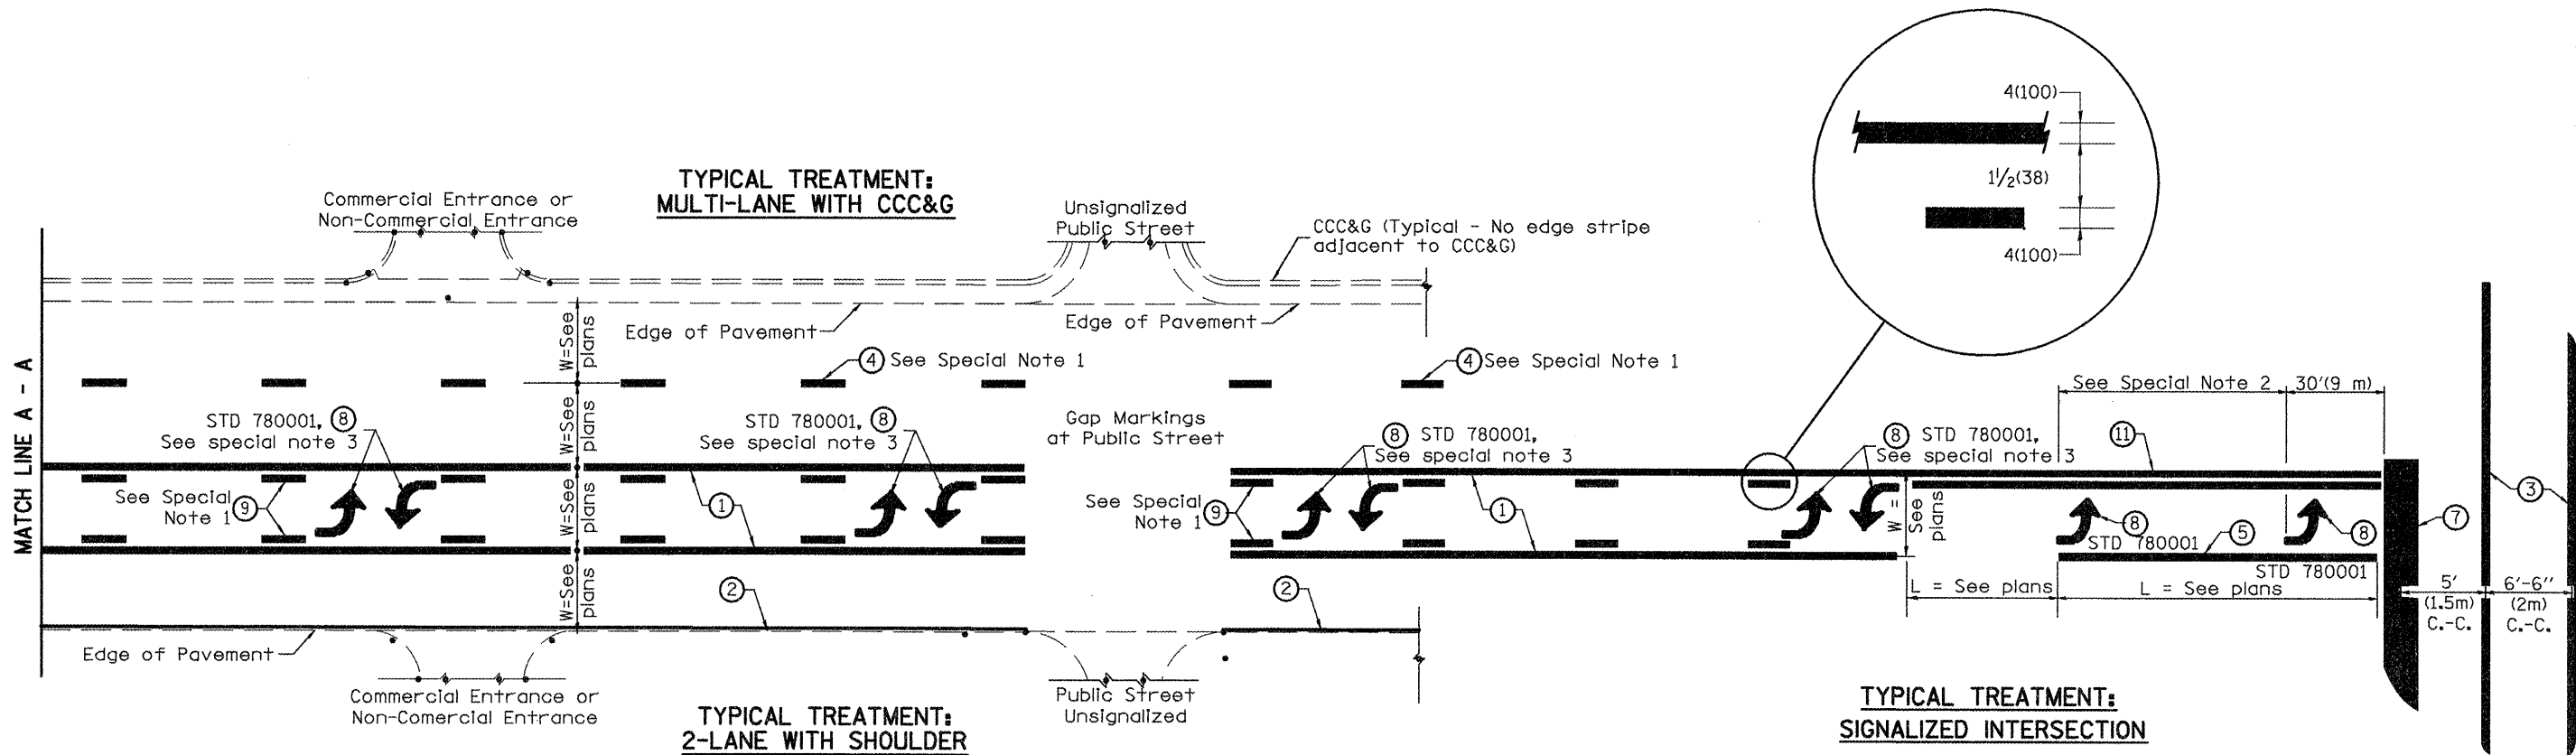 MATCH LINE A - A
TYPICAL TREATMENT:
MULTI-LANE WITH CCC&G
Commercial Entrance or
Non-Commercial Entrance
Unsignalized
Public Street
CCC&G (Typical - No edge stripe
adjacent to CCC&G)
Edge of Pavement
Edge of Pavement
W=See
plans
4 See Special Note 1
4 See Special Note 1
W=See
plans
STD 780001, 8
See special note 3
STD 780001, 8
See special note 3
Gap Markings
at Public Street
8 STD 780001,
See special note 3
8 STD 780001,
See special note 3
See Special
Note 1 9
1
W=See
plans
See Special
Note 1 9
1
W =
See
plans
4(100)
1 1/2(38)
4(100)
See Special Note 2
30'(9 m)
11
8
8
STD 780001
5
STD 780001
7
3
L = See plans
L = See plans
5'
(1.5m)
C.-C.
6'-6"
(2m)
C.-C.
W=See
plans
2
2
Edge of Pavement
Commercial Entrance or
Non-Comercial Entrance
Public Street
Unsignalized
TYPICAL TREATMENT:
2-LANE WITH SHOULDER
TYPICAL TREATMENT:
SIGNALIZED INTERSECTION